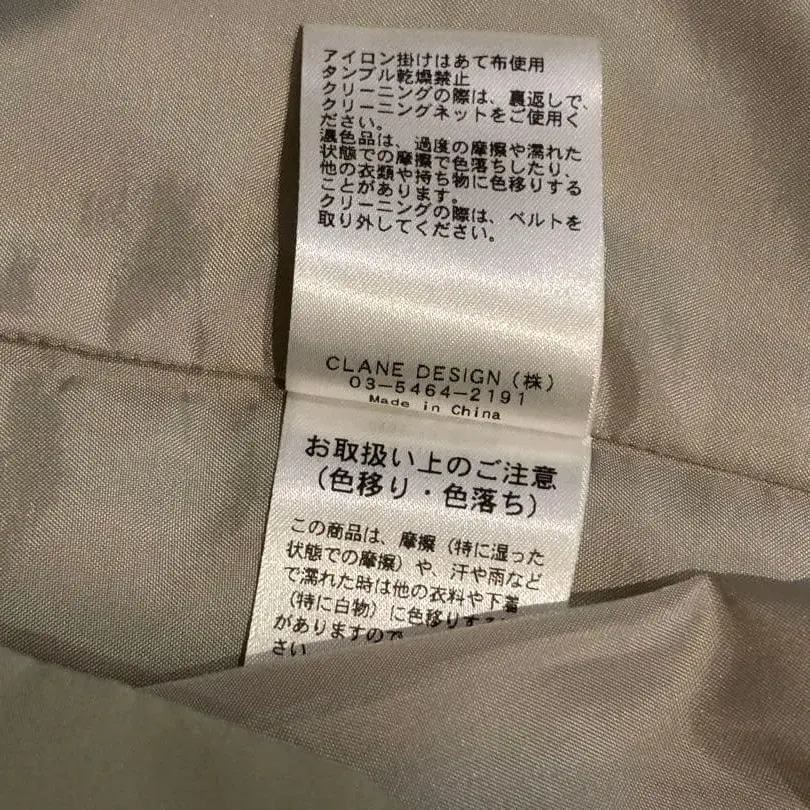 アイロン掛けはあて布使用
タンブル乾燥禁止
クリーニングの際は、裏返しで、
クリーニングネットをご使用く
ださい。
濃色品は、過度の摩擦や濡れた
状態での摩擦で色落ちしたり、
他の衣類や持ち物に色移りする
ことがあります。
クリーニングの際は、ベルトを
取り外してください。
CLANE DESIGN (株)
03-5464-2191
Made in China
お取扱い上のご注意
(色移り・色落ち)
この商品は、摩擦(特に湿った
状態での摩擦)や、汗や雨など
で濡れた時は他の衣料や下着
(特に白物)に色移りする
がありますので
さい